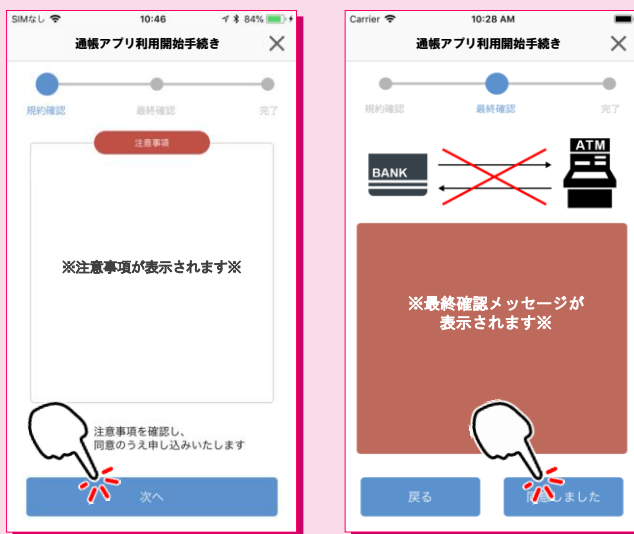 SIMなし 10:46 84%
通帳アプリ利用開始手続き
規約確認 最終確認 完了
注意事項
※注意事項が表示されます※
注意事項を確認し、
同意のうえ申し込みいたします
次へ
Carrier 10:28 AM
通帳アプリ利用開始手続き
規約確認 最終確認 完了
BANK
ATM
※最終確認メッセージが
表示されます※
戻る
しました